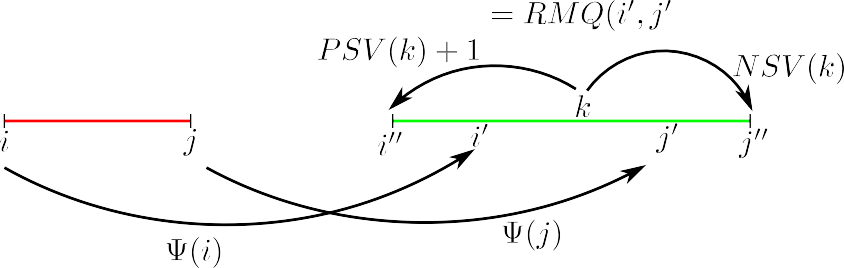 = RMQ(i′, j′
PSV(k) + 1
NSV(k)
k
i
j
i″
i′
j′
j″
Ψ(i)
Ψ(j)